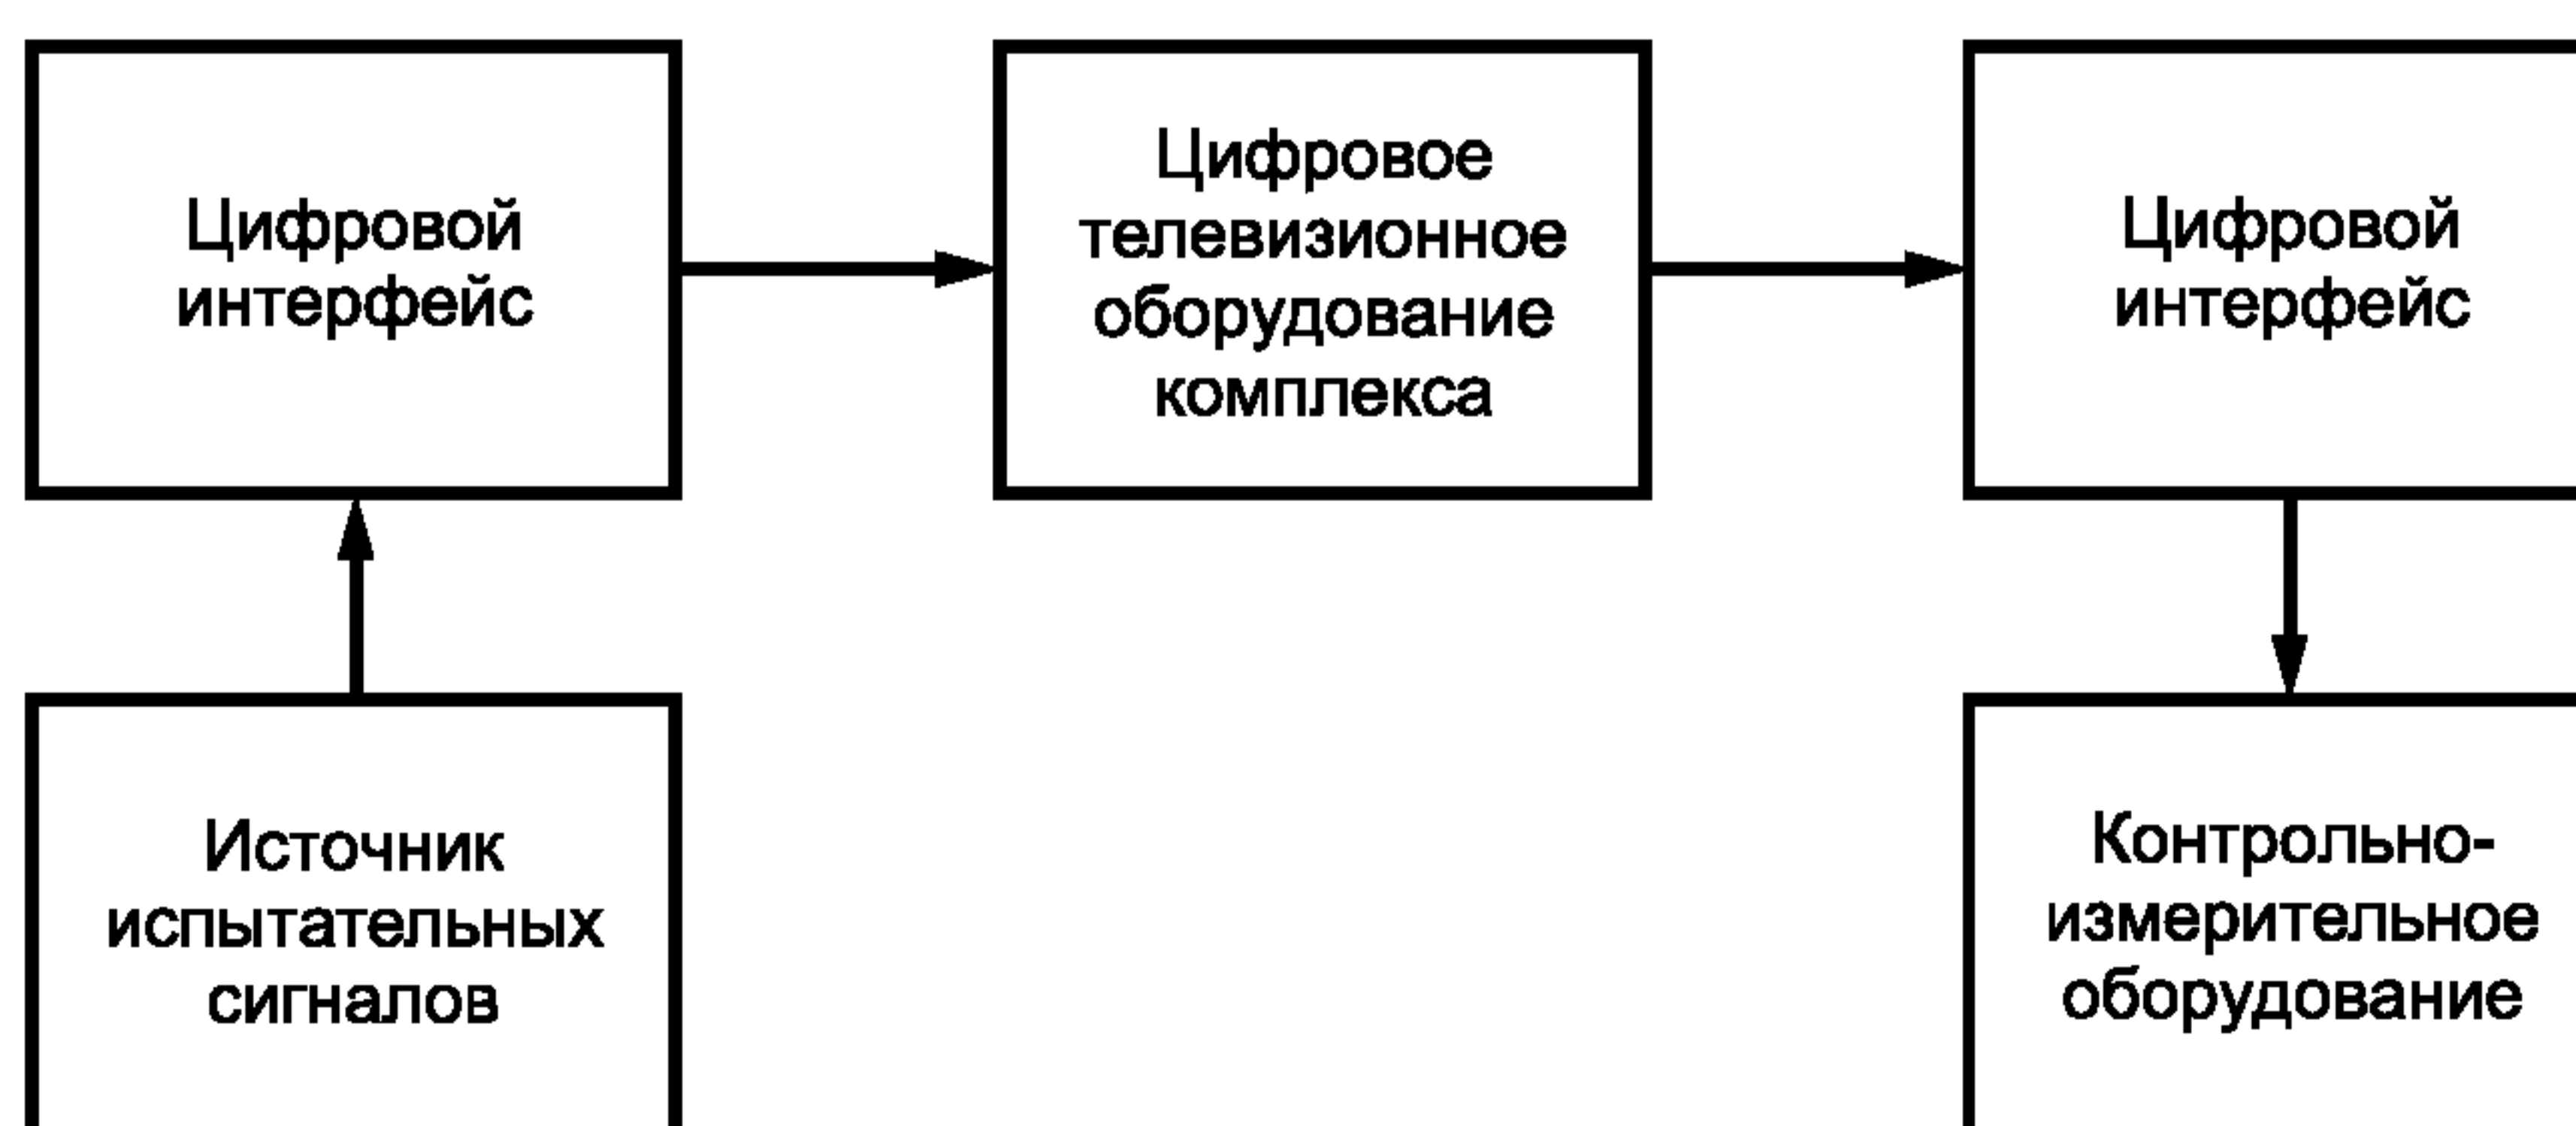 Цифровой
интерфейс
Цифровое
телевизионное
оборудование
комплекса
Цифровой
интерфейс
Источник
испытательных
сигналов
Контрольно-
измерительное
оборудование